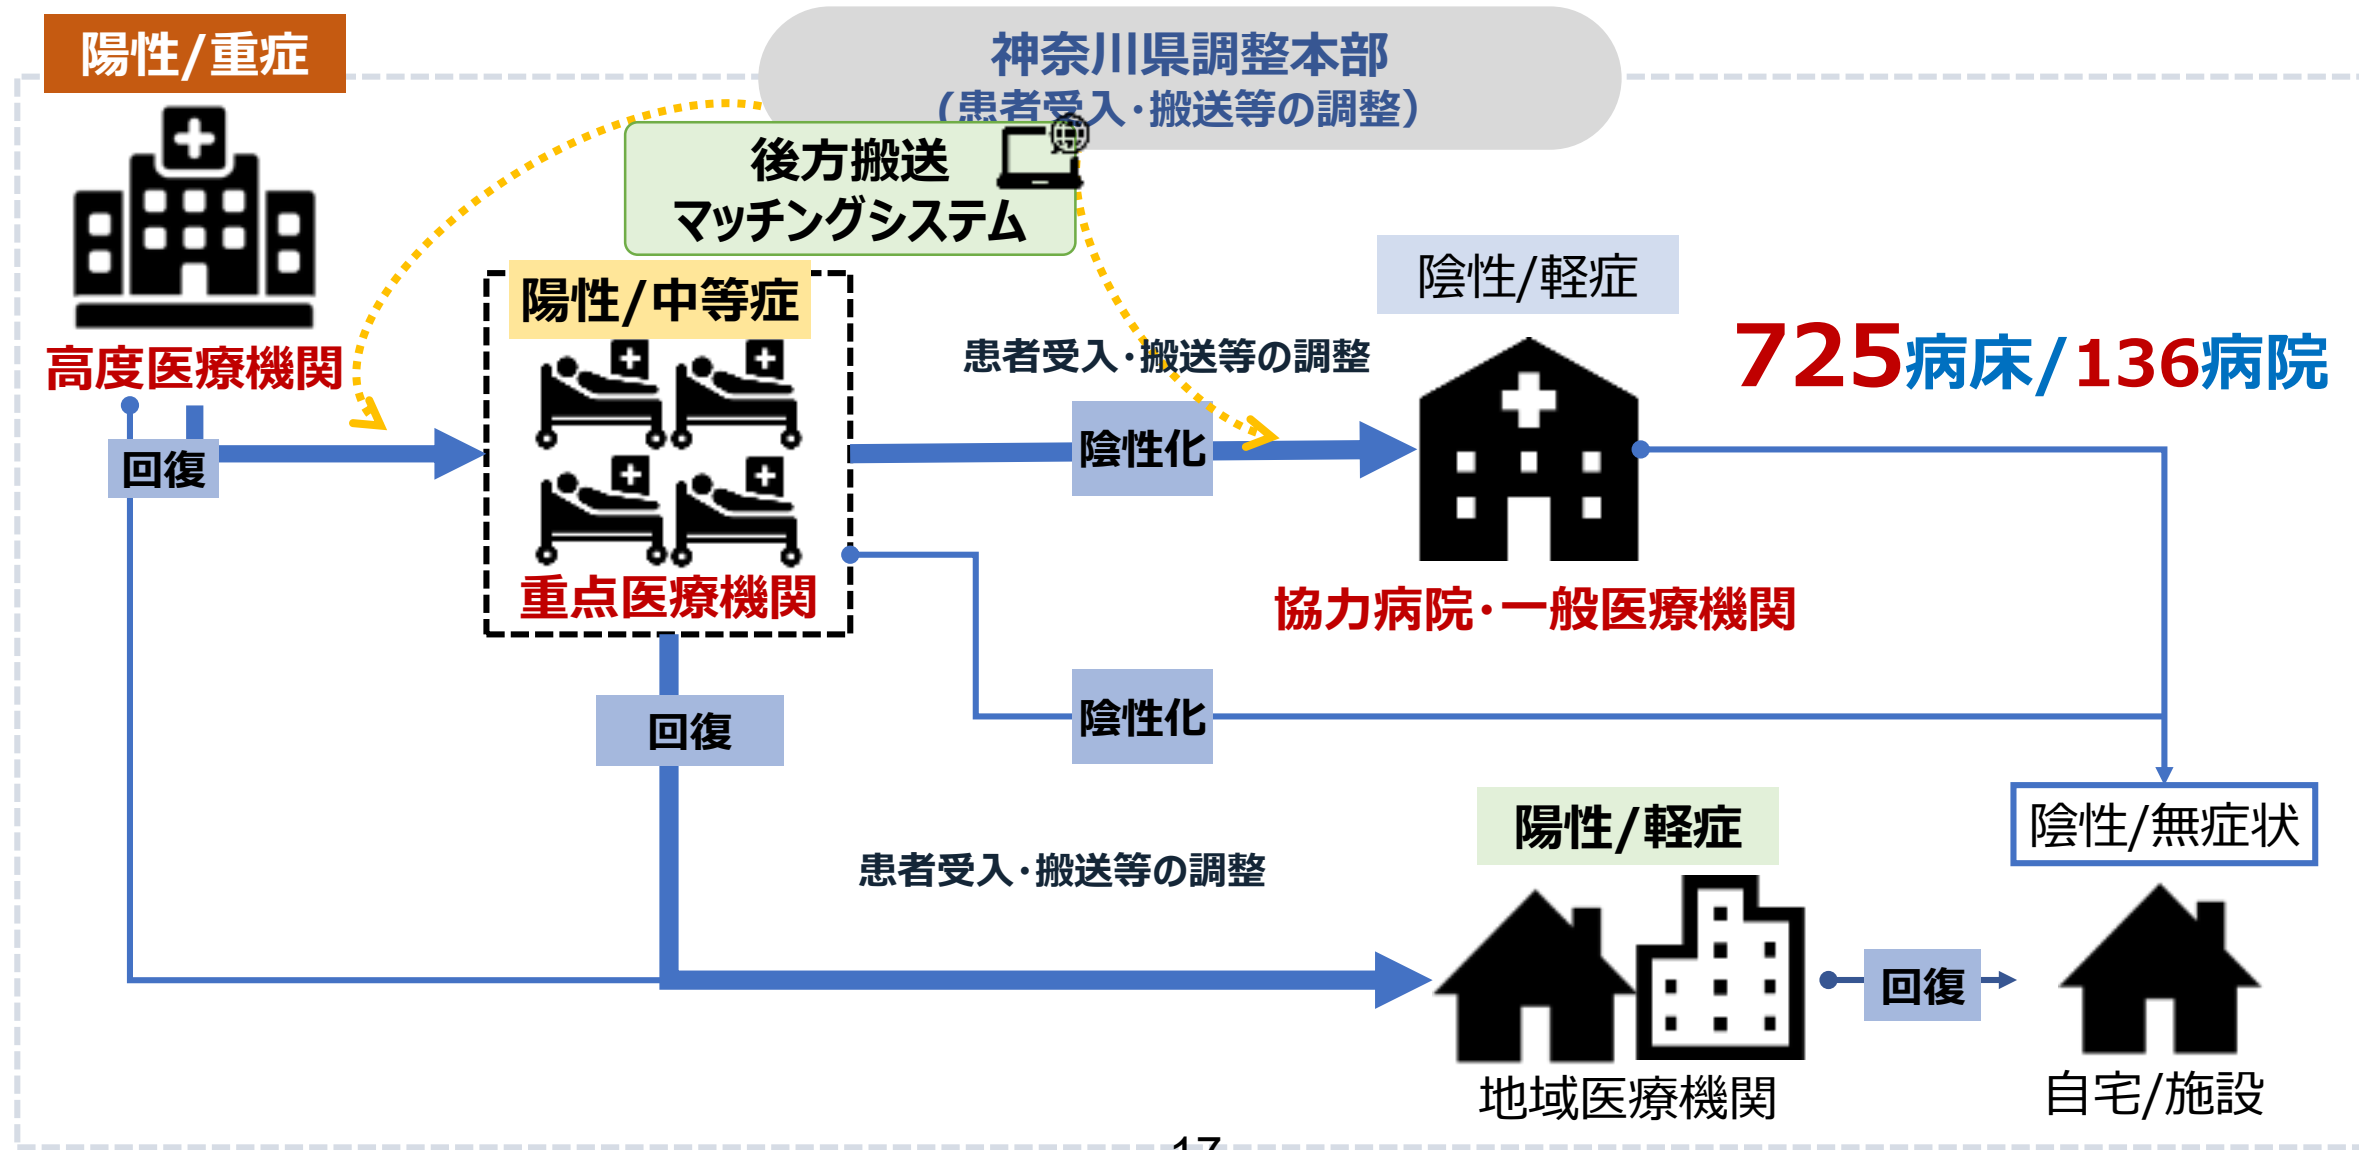 陽性/重症
神奈川県調整本部
(患者受入・搬送等の調整）
後方搬送
マッチングシステム
陽性/中等症
陰性/軽症
725病床/136病院
高度医療機関
患者受入・搬送等の調整
回復
陰性化
重点医療機関
協力病院・一般医療機関
回復
陰性化
陽性/軽症
陰性/無症状
患者受入・搬送等の調整
回復
地域医療機関
自宅/施設
17